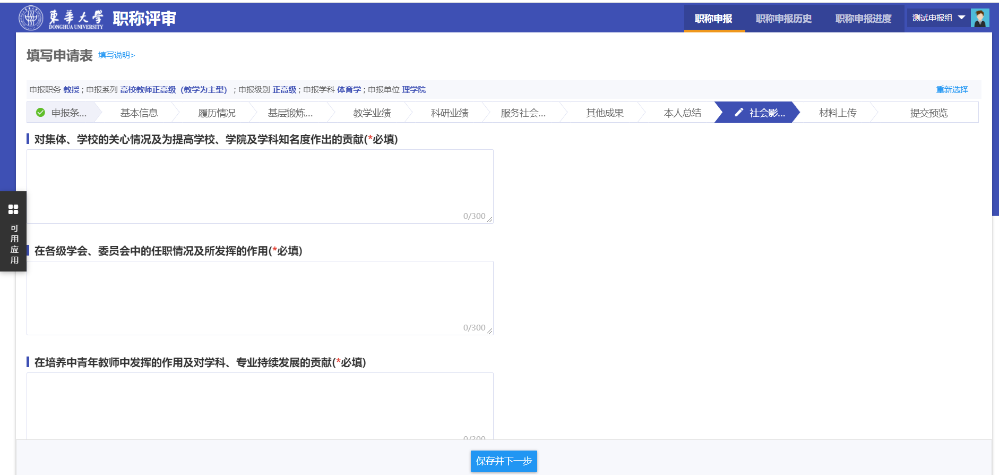 東華大学 DONGHUA UNIVERSITY 职称评审 职称申报 职称申报历史 职称申报进度 测试申报组
填写申请表 填写说明>
申报职务 教授 ; 申报系列 高校教师正高级（教学为主型） ; 申报级别 正高级 ; 申报学科 体育学 ; 申报单位 理学院 重新选择
申报条... 基本信息 履历情况 基层锻炼... 教学业绩 科研业绩 服务社会... 其他成果 本人总结 社会影... 材料上传 提交预览
对集体、学校的关心情况及为提高学校、学院及学科知名度作出的贡献(*必填)
0/300
可用应用
在各级学会、委员会中的任职情况及所发挥的作用(*必填)
0/300
在培养中青年教师中发挥的作用及对学科、专业持续发展的贡献(*必填)
0/300
保存并下一步